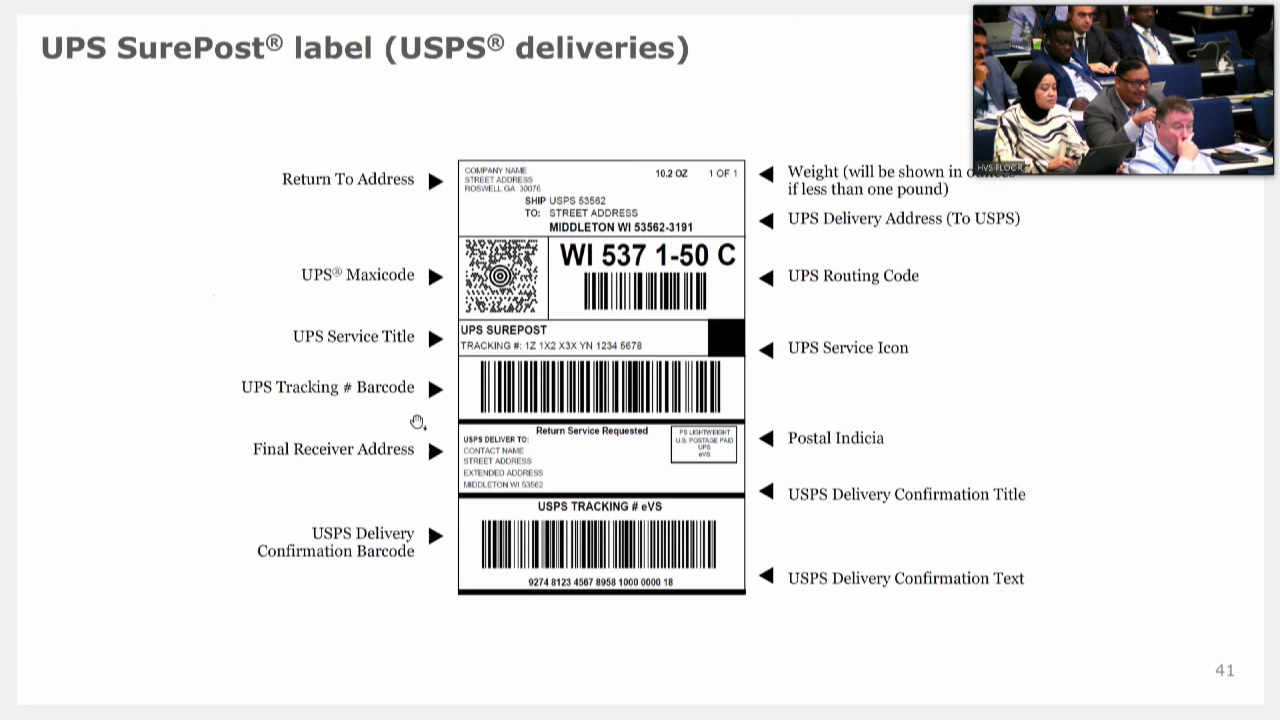 UPS SurePost® label (USPS® deliveries)
HVS FLOOR
Return To Address
UPS® Maxicode
UPS Service Title
UPS Tracking # Barcode
Final Receiver Address
USPS Delivery
Confirmation Barcode
COMPANY NAME
STREET ADDRESS
ROSWELL GA 30076
10.2 OZ 1 OF 1
SHIP USPS 53562
TO: STREET ADDRESS
MIDDLETON WI 53562-3191
WI 537 1-50 C
UPS SUREPOST
TRACKING #: 1Z 1X2 X3X YN 1234 5678
Return Service Requested
USPS DELIVER TO:
CONTACT NAME
STREET ADDRESS
EXTENDED ADDRESS
MIDDLETON WI 53562
PS LIGHTWEIGHT
U.S. POSTAGE PAID
UPS
eVS
USPS TRACKING # eVS
9274 8123 4567 8958 1000 0000 18
Weight (will be shown in
if less than one pound)
UPS Delivery Address (To USPS)
UPS Routing Code
UPS Service Icon
Postal Indicia
USPS Delivery Confirmation Title
USPS Delivery Confirmation Text
41